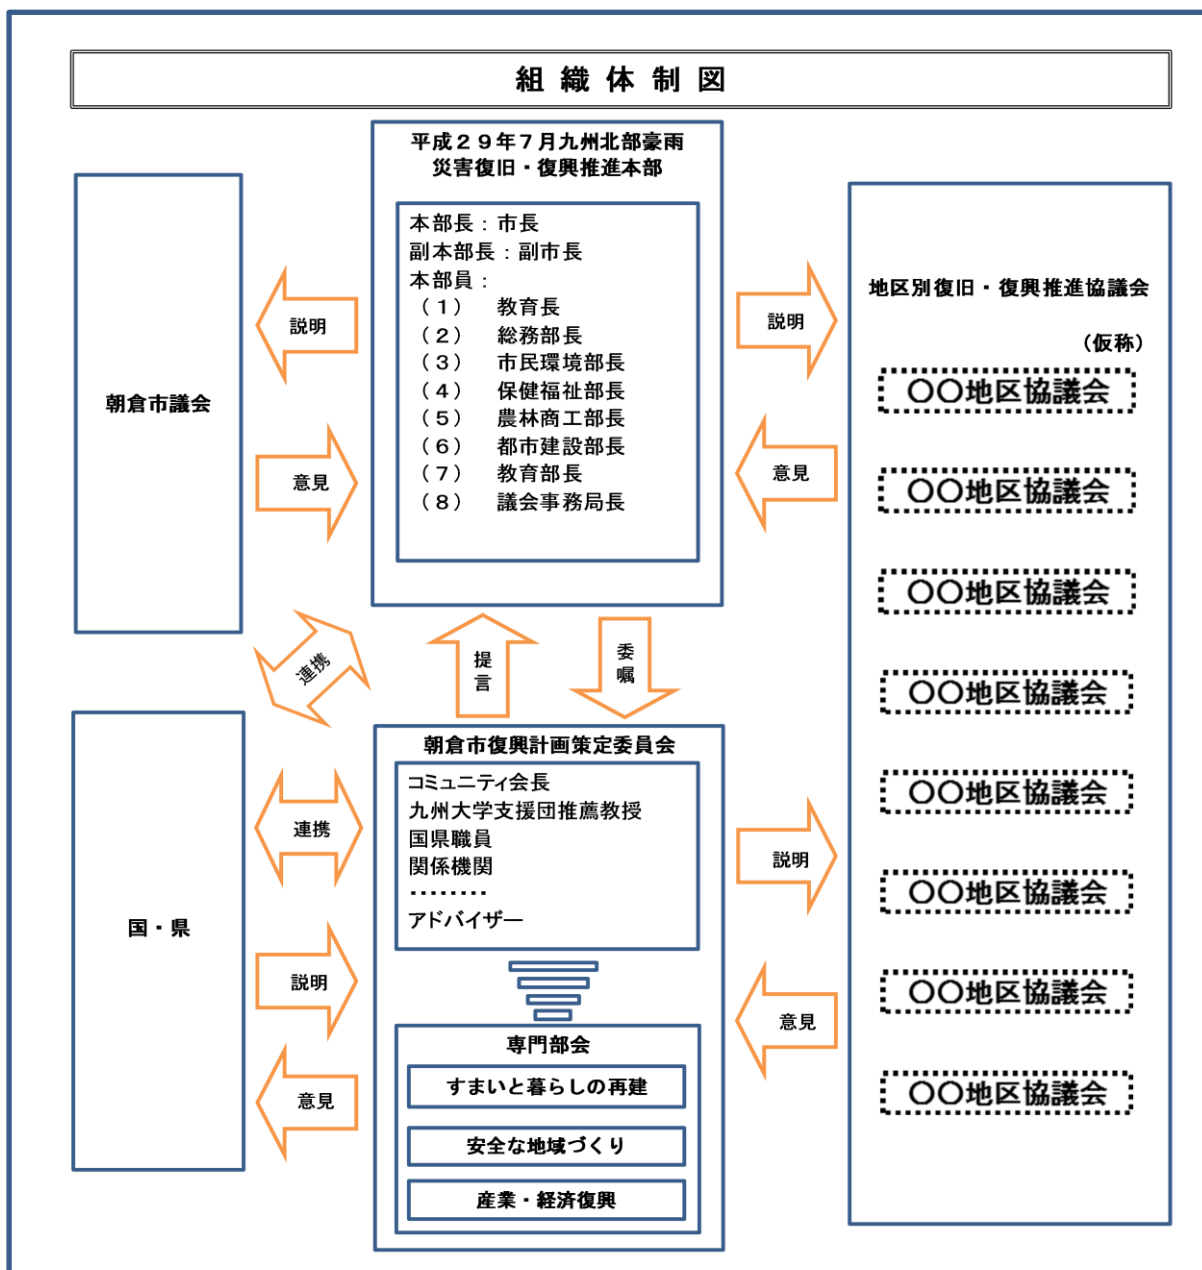 組織体制図
平成２９年７月九州北部豪雨
災害復旧・復興推進本部
本部長：市長
副本部長：副市長
本部員：
（１）　教育長
（２）　総務部長
（３）　市民環境部長
（４）　保健福祉部長
（５）　農林商工部長
（６）　都市建設部長
（７）　教育部長
（８）　議会事務局長
朝倉市議会
説明
意見
説明
意見
地区別復旧・復興推進協議会
（仮称）
〇〇地区協議会
〇〇地区協議会
〇〇地区協議会
〇〇地区協議会
〇〇地区協議会
〇〇地区協議会
〇〇地区協議会
〇〇地区協議会
連携
提言
委嘱
国・県
連携
説明
意見
朝倉市復興計画策定委員会
コミュニティ会長
九州大学支援団推薦教授
国県職員
関係機関
・・・・・・・・
アドバイザー
専門部会
すまいと暮らしの再建
安全な地域づくり
産業・経済復興
説明
意見